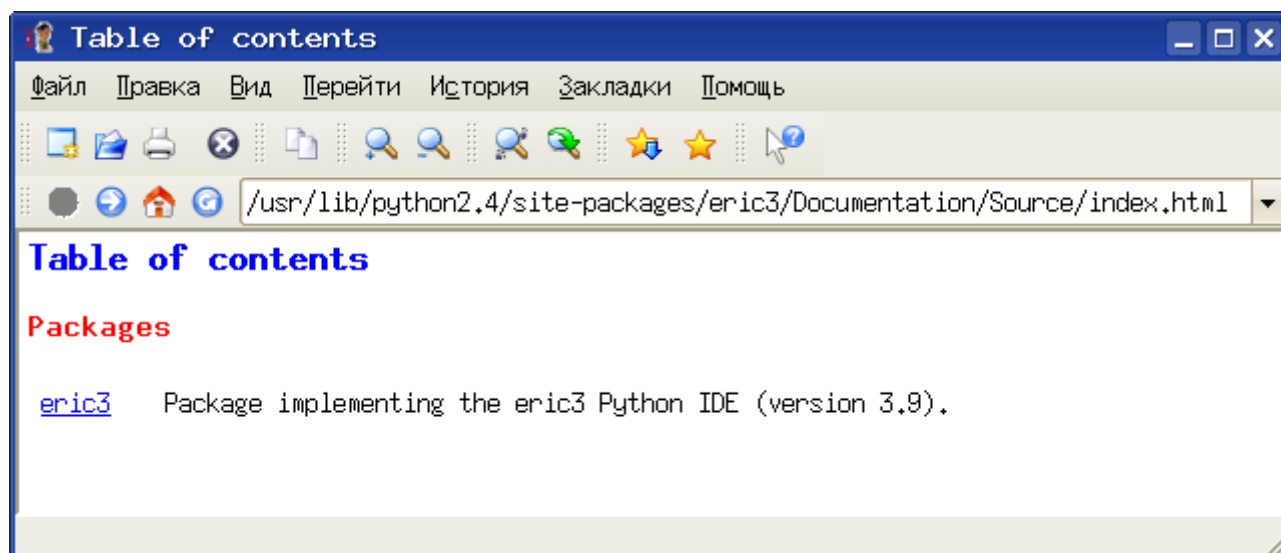 Table of contents
Файл Правка Вид Перейти История Закладки Помощь
/usr/lib/python2.4/site-packages/eric3/Documentation/Source/index.html
Table of contents
Packages
eric3 Package implementing the eric3 Python IDE (version 3.9).